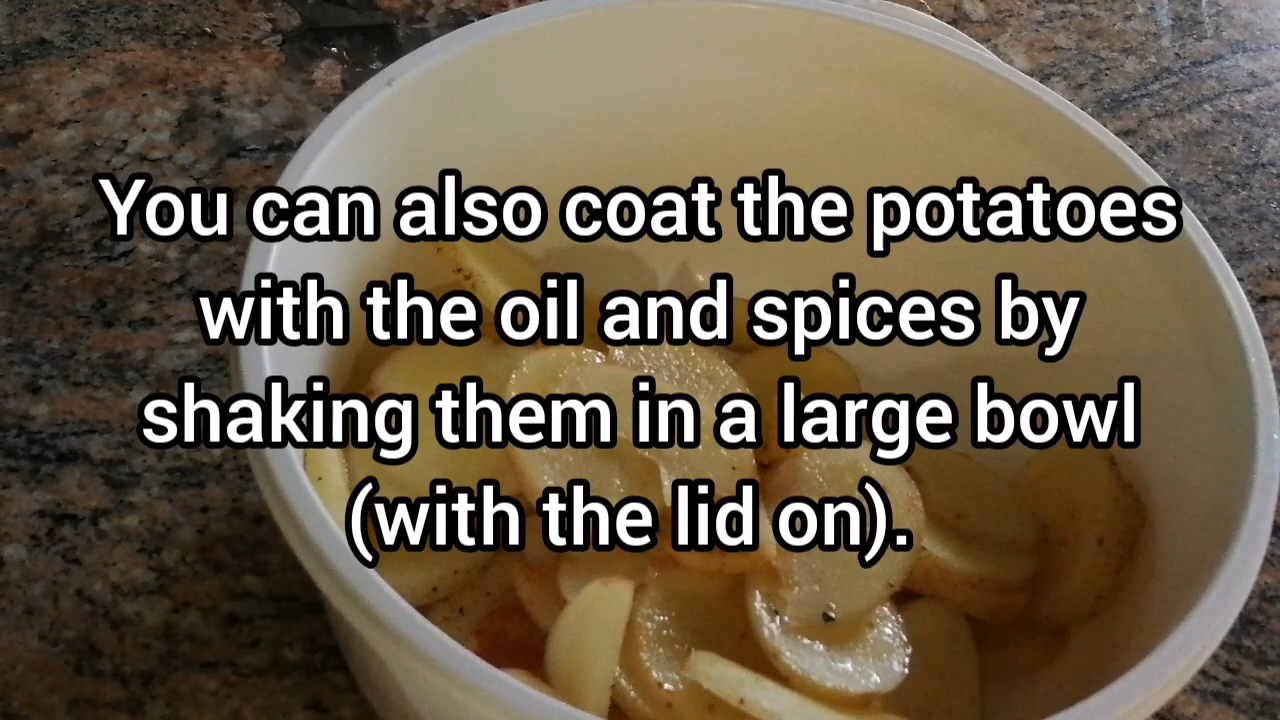 You can also coat the potatoes
with the oil and spices by
shaking them in a large bowl
(with the lid on).